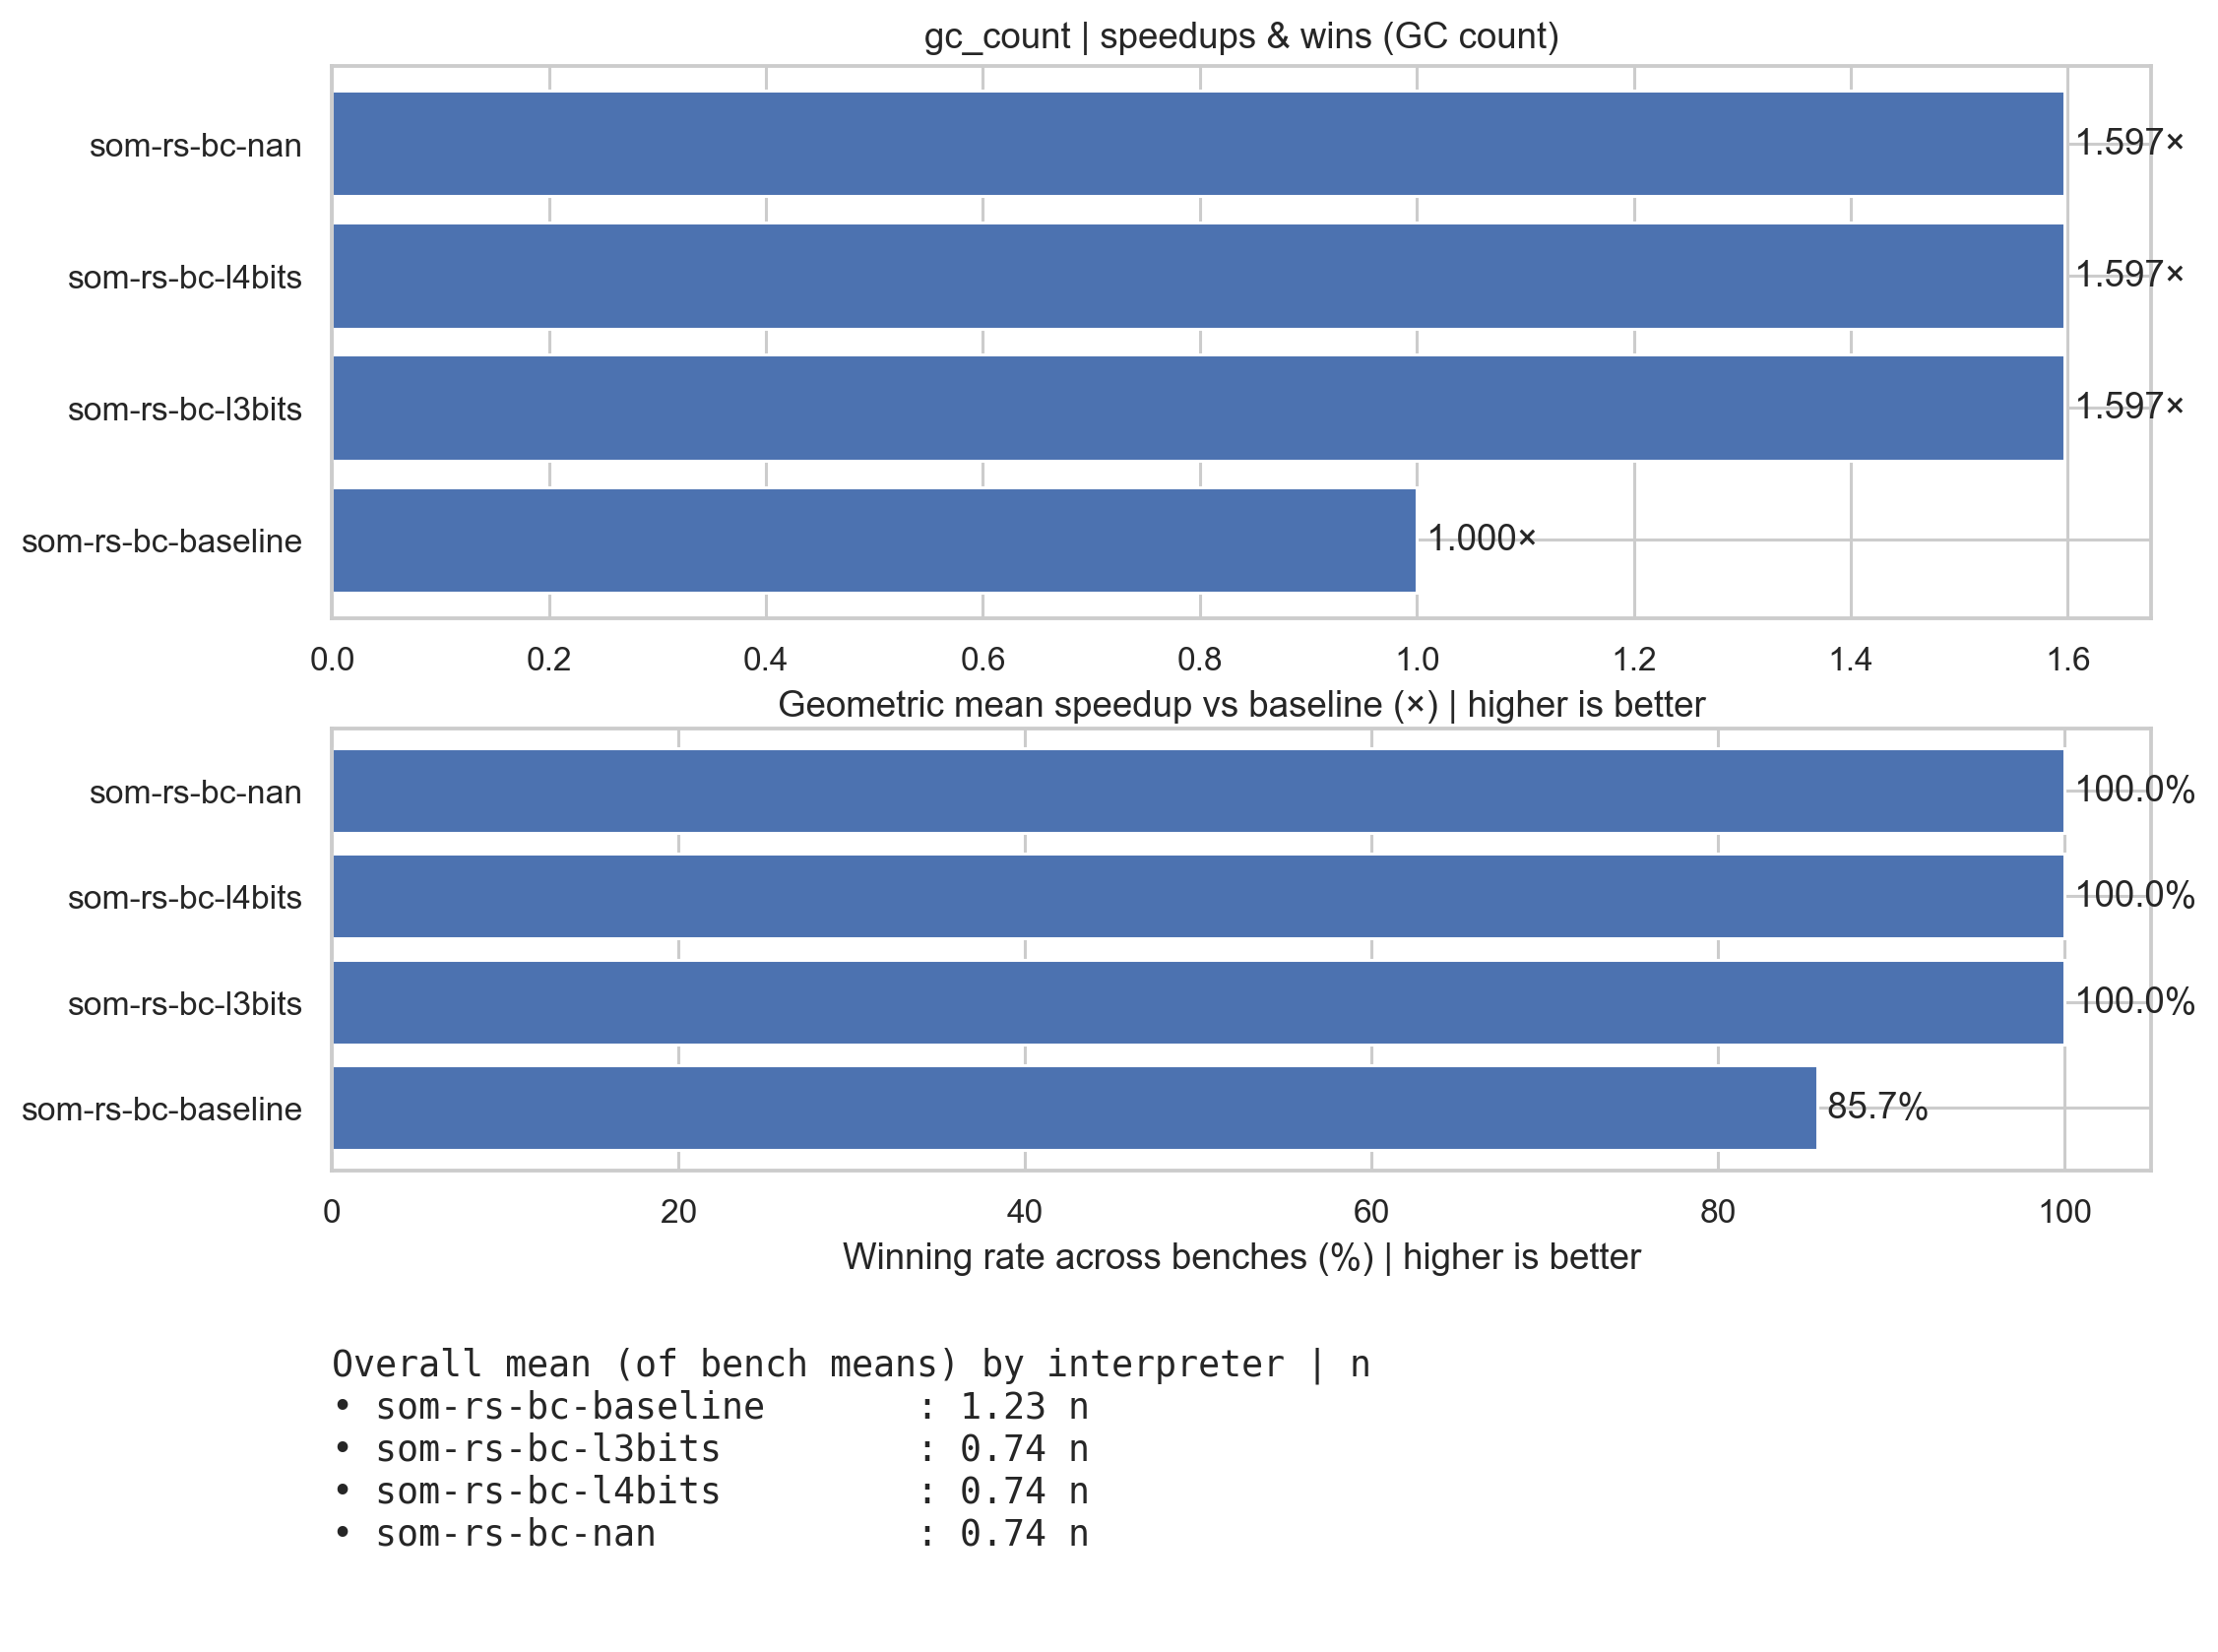 gc_count | speedups & wins (GC count)
som-rs-bc-nan
1.597×
som-rs-bc-l4bits
1.597×
som-rs-bc-l3bits
1.597×
som-rs-bc-baseline
1.000×
0.0 0.2 0.4 0.6 0.8 1.0 1.2 1.4 1.6
Geometric mean speedup vs baseline (×) | higher is better
som-rs-bc-nan
100.0%
som-rs-bc-l4bits
100.0%
som-rs-bc-l3bits
100.0%
som-rs-bc-baseline
85.7%
0 20 40 60 80 100
Winning rate across benches (%) | higher is better
Overall mean (of bench means) by interpreter | n
• som-rs-bc-baseline : 1.23 n
• som-rs-bc-l3bits : 0.74 n
• som-rs-bc-l4bits : 0.74 n
• som-rs-bc-nan : 0.74 n